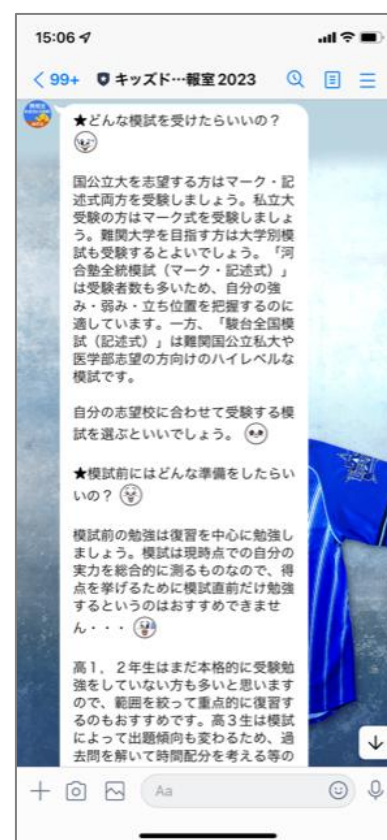 15:06
99+ キッズド…報室2023
★どんな模試を受けたらいいの？
国公立大を志望する方はマーク・記
述式両方を受験しましょう。私立大
受験の方はマーク式を受験しましょ
う。難関大学を目指す方は大学別模
試も受験するとよいでしょう。「河
合塾全統模試（マーク・記述式）」
は受験者数も多いため、自分の強
み・弱み・立ち位置を把握するのに
適しています。一方、「駿台全国模
試（記述式）」は難関国公立私大や
医学部志望の方向けのハイレベルな
模試です。
自分の志望校に合わせて受験する模
試を選ぶといいでしょう。
★模試前にはどんな準備をしたらい
いの？
模試前の勉強は復習を中心に勉強し
ましょう。模試は現時点での自分の
実力を総合的に測るものなので、得
点を挙げるために模試直前だけ勉強
するというのはおすすめできませ
ん・・・
高1、2年生はまだ本格的に受験勉
強をしていない方も多いと思います
ので、範囲を絞って重点的に復習す
るのもおすすめです。高3生は模試
によって出題傾向も変わるため、過
去問を解いて時間配分を考える等の
Aa